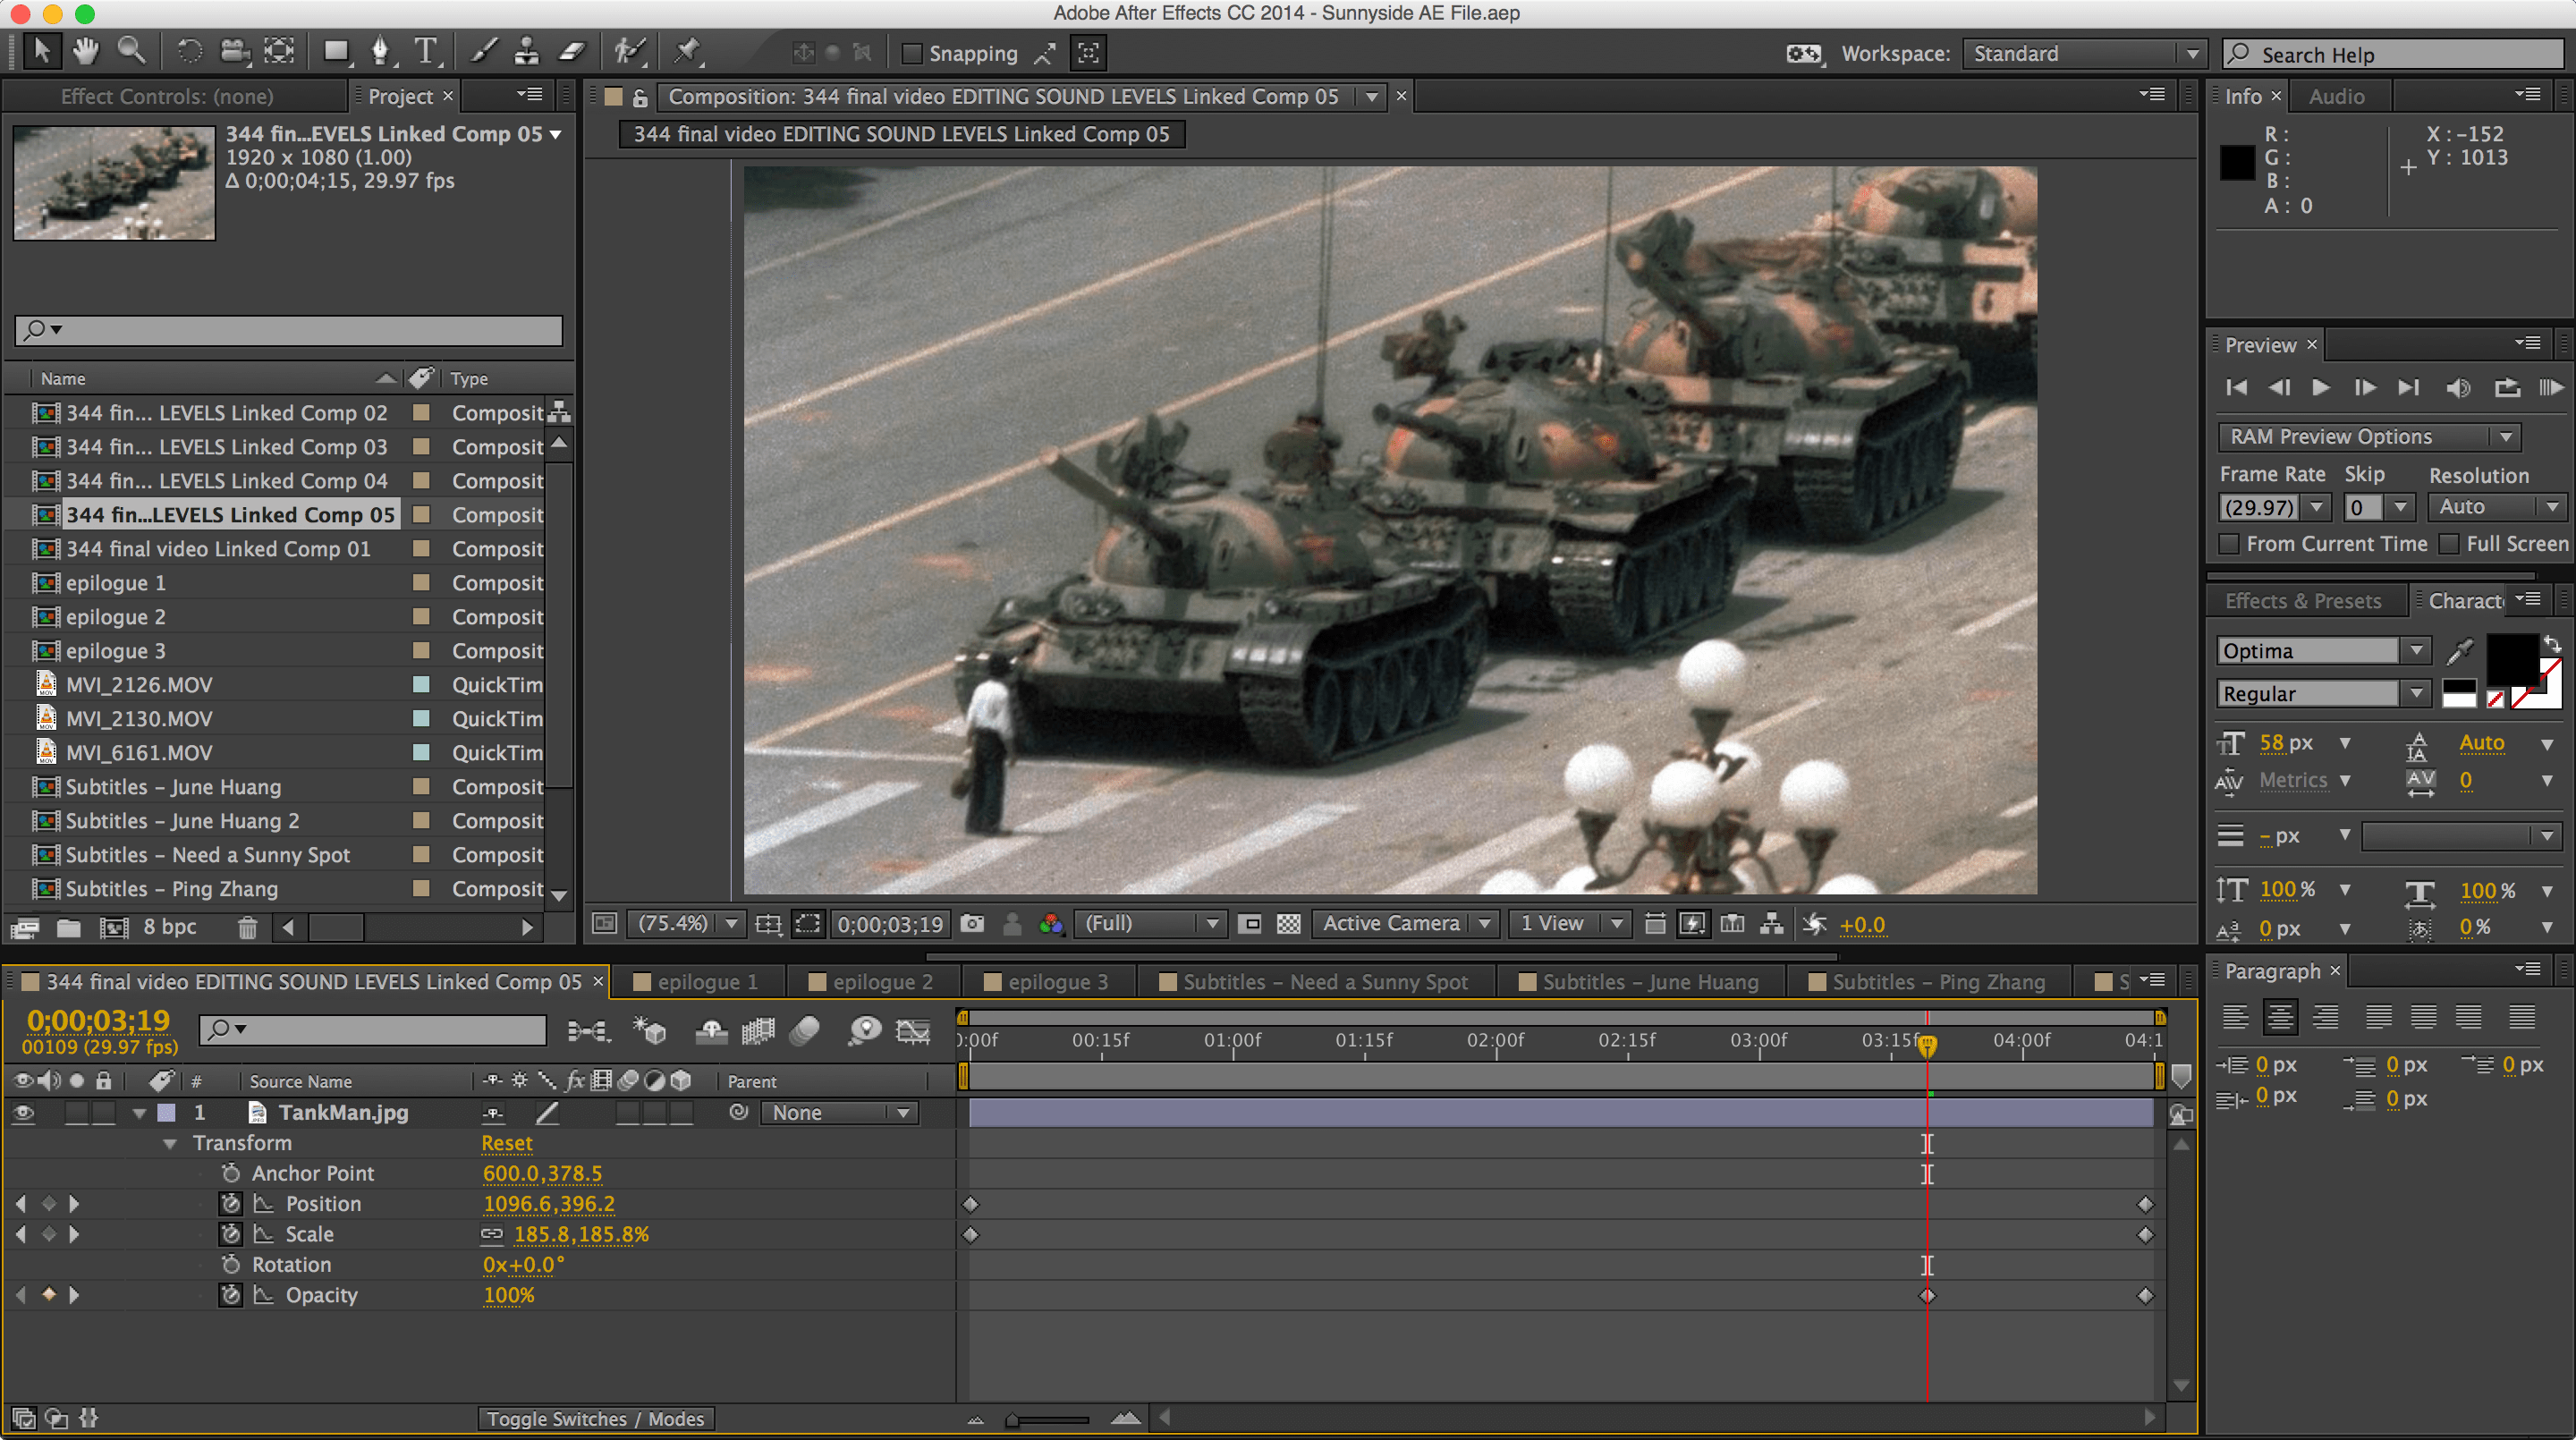 Adobe After Effects CC 2014 - Sunnyside AE File.aep
Snapping
Workspace: Standard
Search Help
Effect Controls: (none)
Project ×
344 fin...EVELS Linked Comp 05
1920 x 1080 (1.00)
Δ 0;00;04;15, 29.97 fps
Name
Type
344 fin... LEVELS Linked Comp 02 Composit
344 fin... LEVELS Linked Comp 03 Composit
344 fin... LEVELS Linked Comp 04 Composit
344 fin...LEVELS Linked Comp 05 Composit
344 final video Linked Comp 01 Composit
epilogue 1 Composit
epilogue 2 Composit
epilogue 3 Composit
MVI_2126.MOV QuickTim
MVI_2130.MOV QuickTim
MVI_6161.MOV QuickTim
Subtitles – June Huang Composit
Subtitles – June Huang 2 Composit
Subtitles – Need a Sunny Spot Composit
Subtitles – Ping Zhang Composit
8 bpc
Composition: 344 final video EDITING SOUND LEVELS Linked Comp 05 ×
344 final video EDITING SOUND LEVELS Linked Comp 05
(75.4%) 0;00;03;19 (Full) Active Camera 1 View +0.0
Info × Audio
R :
G :
B :
A : 0
X : -152
Y : 1013
Preview ×
RAM Preview Options
Frame Rate Skip Resolution
(29.97) 0 Auto
From Current Time Full Screen
Effects & Presets Charact
Optima
Regular
58 px Auto
Metrics 0
– px
100 % 100 %
0 px 0 %
Paragraph ×
0 px 0 px 0 px
0 px 0 px
344 final video EDITING SOUND LEVELS Linked Comp 05 × epilogue 1 epilogue 2 epilogue 3 Subtitles – Need a Sunny Spot Subtitles – June Huang Subtitles – Ping Zhang S
0;00;03;19
00109 (29.97 fps)
:00f 00:15f 01:00f 01:15f 02:00f 02:15f 03:00f 03:15f 04:00f 04:1
# Source Name fx Parent
1 TankMan.jpg None
Transform Reset
Anchor Point 600.0,378.5
Position 1096.6,396.2
Scale 185.8,185.8%
Rotation 0x+0.0°
Opacity 100%
Toggle Switches / Modes